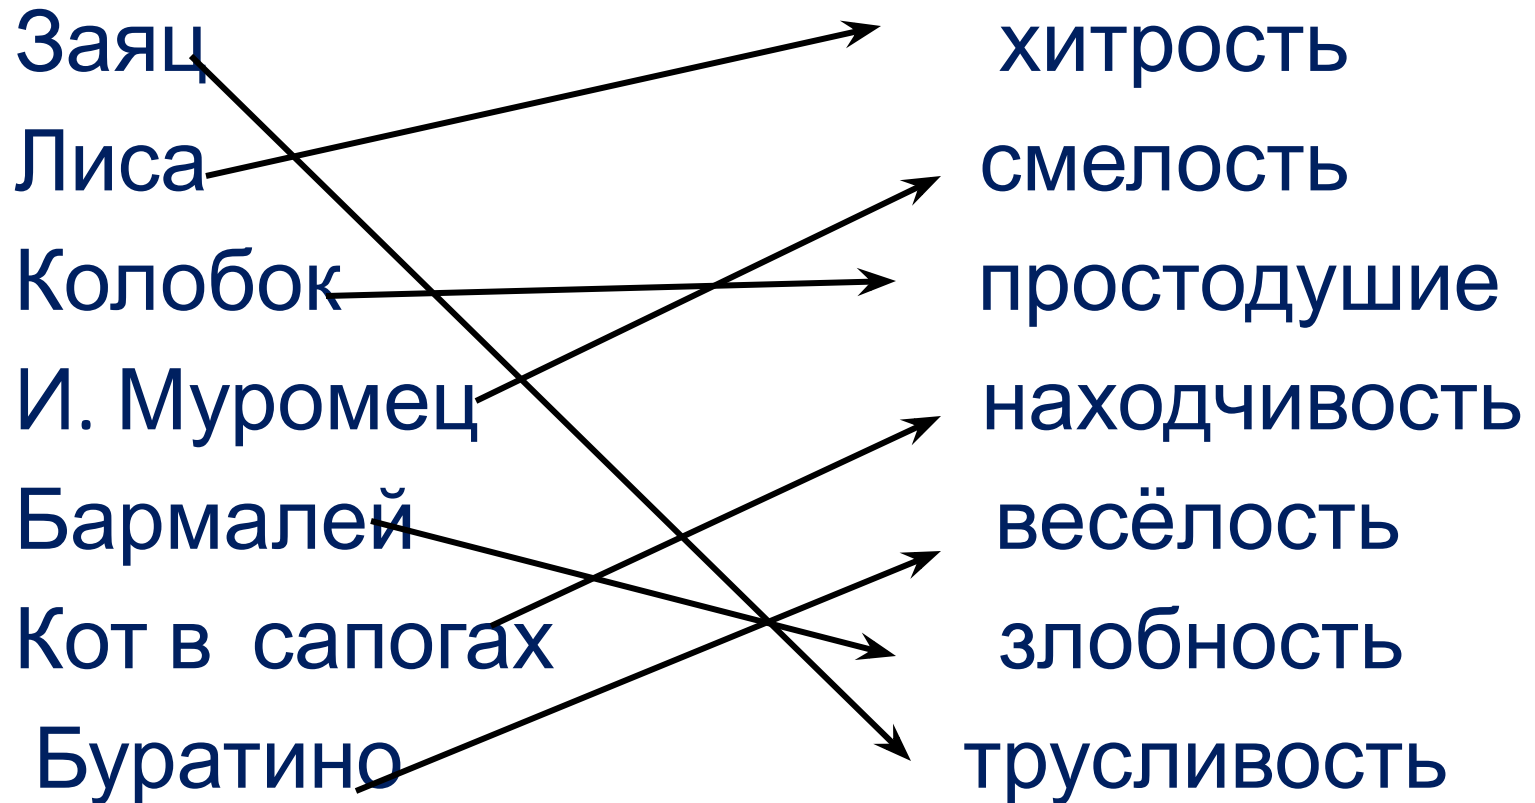 Заяц хитрость
Лиса смелость
Колобок простодушие
И. Муромец находчивость
Бармалей весёлость
Кот в сапогах злобность
Буратино трусливость